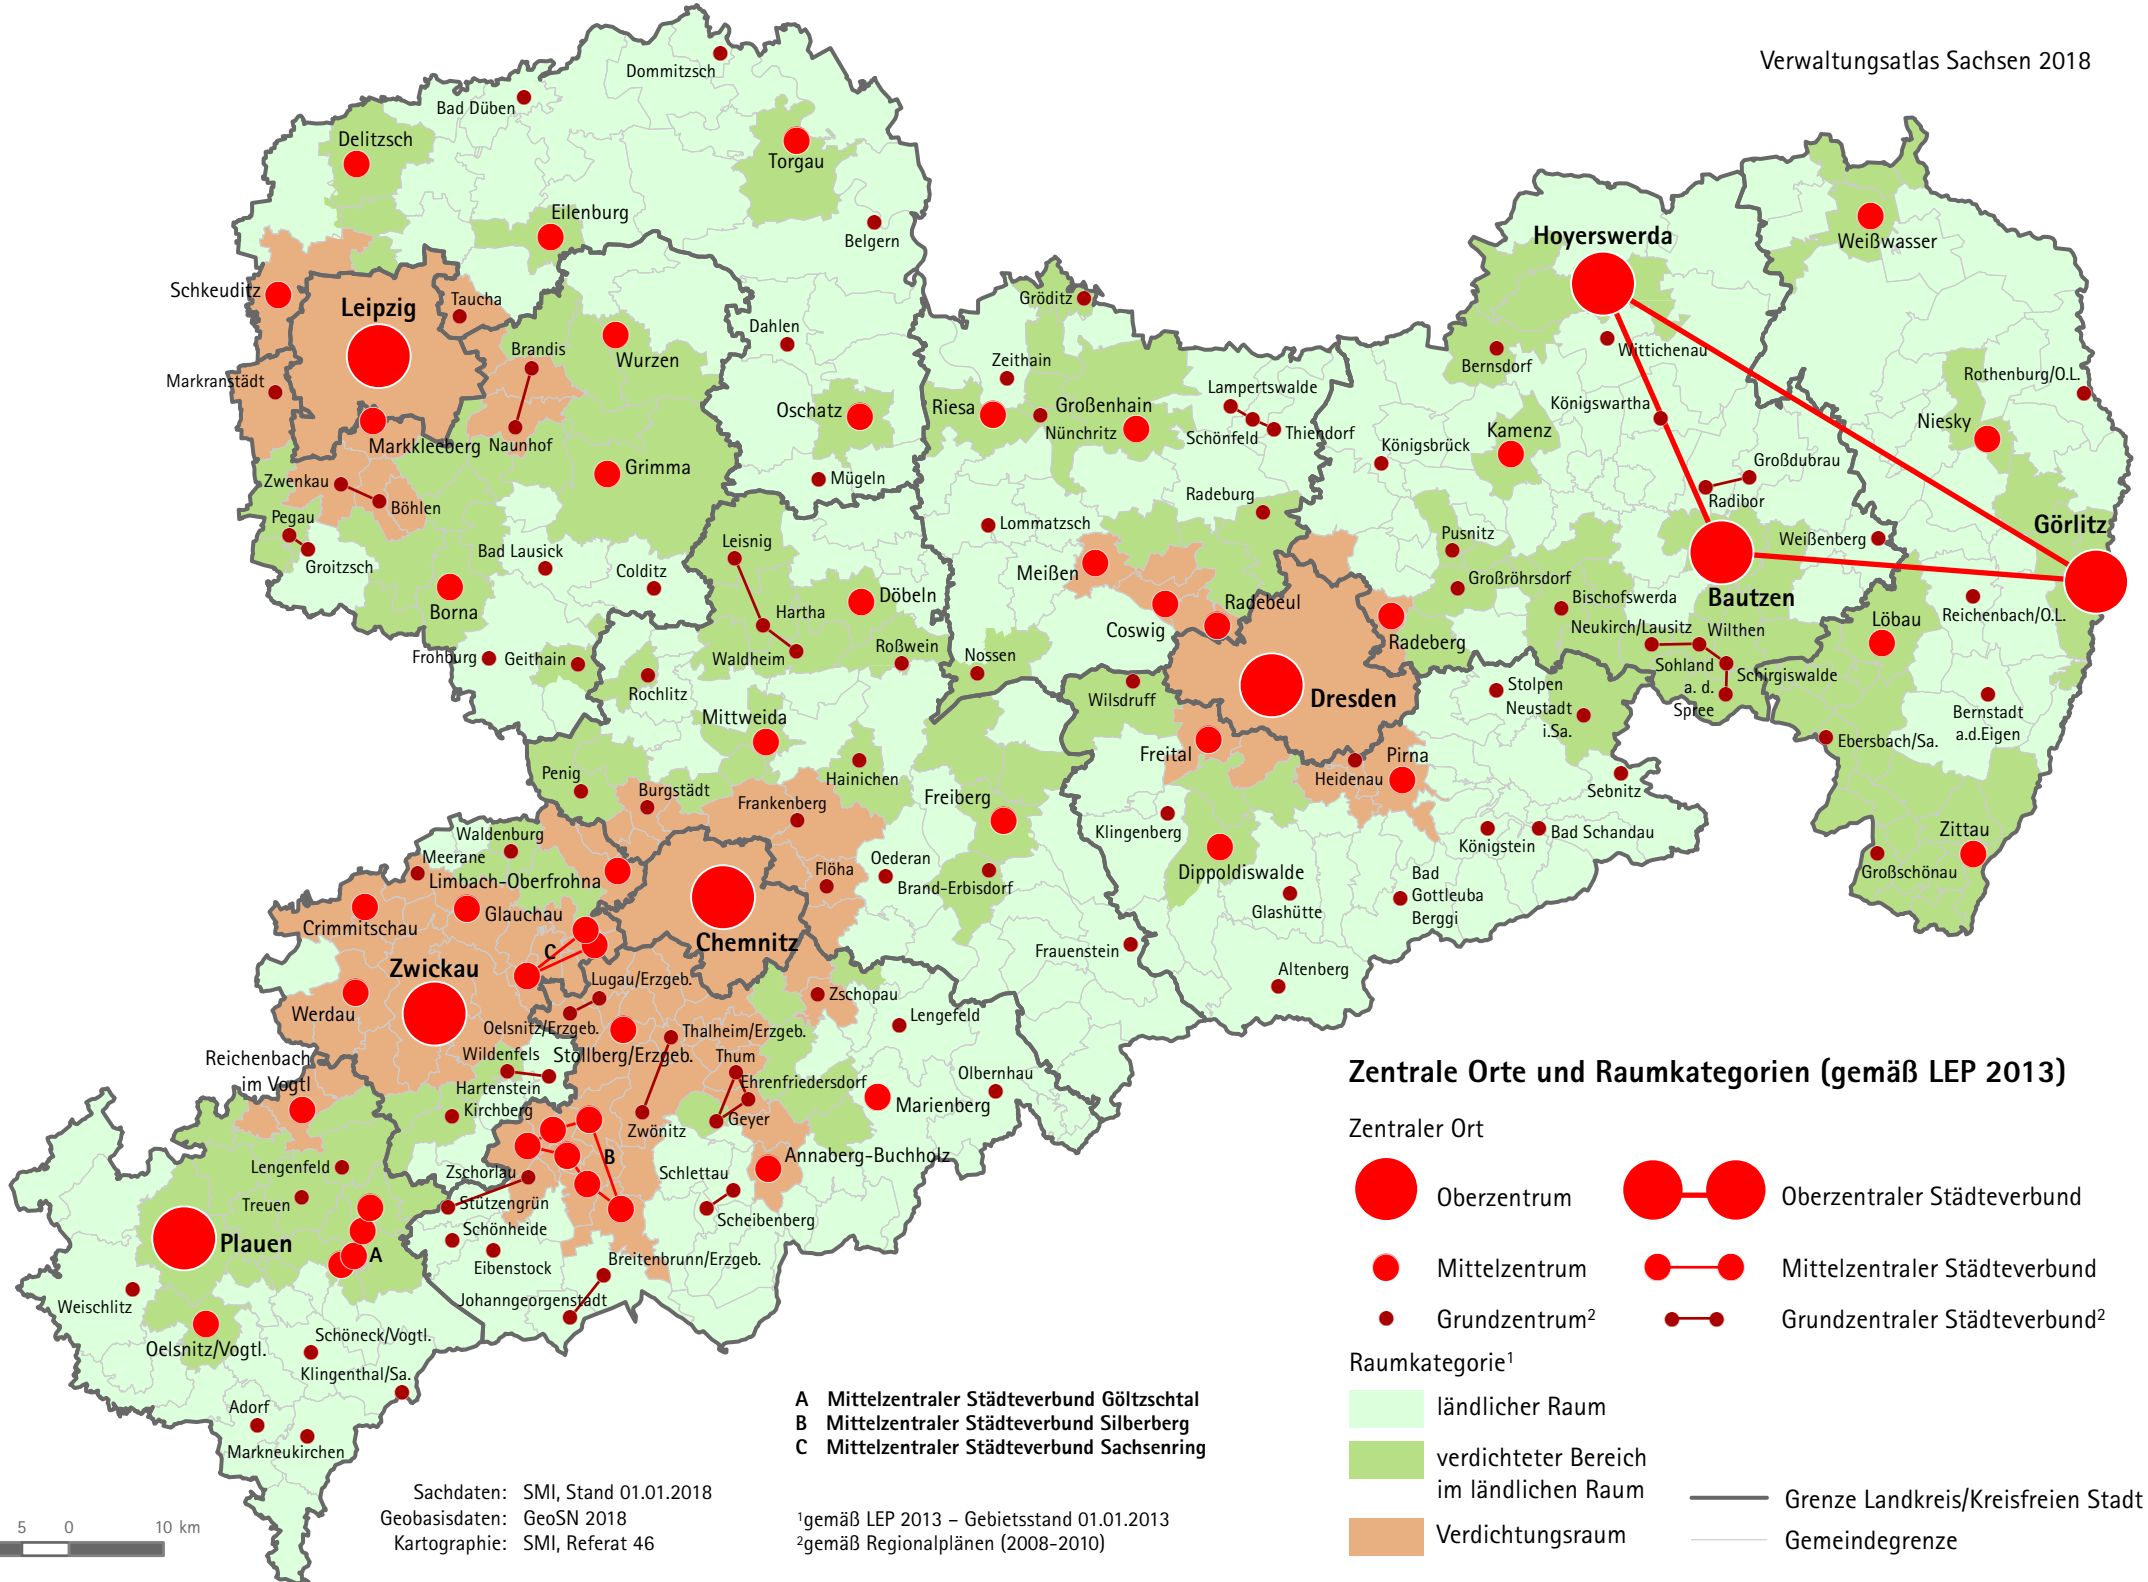 Verwaltungsatlas Sachsen 2018
Dommitzsch
Bad Düben
Delitzsch
Torgau
Eilenburg
Belgern
Schkeuditz
Leipzig
Taucha
Markranstädt
Brandis
Wurzen
Dahlen
Oschatz
Markkleeberg
Naunhof
Grimma
Mügeln
Zwenkau
Böhlen
Pegau
Groitzsch
Bad Lausick
Colditz
Borna
Frohburg
Geithain
Leisnig
Hartha
Döbeln
Waldheim
Roßwein
Rochlitz
Mittweida
Gröditz
Zeithain
Riesa
Großenhain
Nünchritz
Lampertswalde
Schönfeld
Thiendorf
Lommatzsch
Radeburg
Meißen
Coswig
Radebeul
Nossen
Wilsdruff
Dresden
Freital
Heidenau
Pirna
Hoyerswerda
Weißwasser
Wittichenau
Bernsdorf
Königswartha
Kamenz
Königsbrück
Großdubrau
Radibor
Rothenburg/O.L.
Niesky
Görlitz
Weißenberg
Pusnitz
Großröhrsdorf
Bischofswerda
Bautzen
Reichenbach/O.L.
Löbau
Radeberg
Neukirch/Lausitz
Wilthen
Sohland
a. d.
Spree
Schirgiswalde
Stolpen
Neustadt
i.Sa.
Bernstadt
a.d.Eigen
Ebersbach/Sa.
Sebnitz
Zittau
Großschönau
Klingenberg
Königstein
Bad Schandau
Dippoldiswalde
Glashütte
Bad
Gottleuba
Berggi
Altenberg
Penig
Burgstädt
Frankenberg
Hainichen
Freiberg
Waldenburg
Meerane
Limbach-Oberfrohna
Flöha
Oederan
Brand-Erbisdorf
Crimmitschau
Glauchau
C
Chemnitz
Frauenstein
Zwickau
Lugau/Erzgeb.
Werdau
Oelsnitz/Erzgeb.
Zschopau
Lengefeld
Thalheim/Erzgeb.
Stollberg/Erzgeb.
Wildenfels
Hartenstein
Kirchberg
Thum
Ehrenfriedersdorf
Geyer
Zwönitz
Marienberg
Olbernhau
Reichenbach
im Vogtl
Lengenfeld
Treuen
Zschorlau
B
Annaberg-Buchholz
Schlettau
Scheibenberg
Stützengrün
Schönheide
Eibenstock
Breitenbrunn/Erzgeb.
Johanngeorgenstadt
Plauen
A
Weischlitz
Oelsnitz/Vogtl.
Schöneck/Vogtl.
Klingenthal/Sa.
Adorf
Markneukirchen
Zentrale Orte und Raumkategorien (gemäß LEP 2013)
Zentraler Ort
Oberzentrum
Oberzentraler Städteverbund
Mittelzentrum
Mittelzentraler Städteverbund
Grundzentrum²
Grundzentraler Städteverbund²
Raumkategorie¹
ländlicher Raum
verdichteter Bereich
im ländlichen Raum
Verdichtungsraum
Grenze Landkreis/Kreisfreien Stadt
Gemeindegrenze
A Mittelzentraler Städteverbund Göltzschtal
B Mittelzentraler Städteverbund Silberberg
C Mittelzentraler Städteverbund Sachsenring
Sachdaten: SMI, Stand 01.01.2018
Geobasisdaten: GeoSN 2018
Kartographie: SMI, Referat 46
¹gemäß LEP 2013 – Gebietsstand 01.01.2013
²gemäß Regionalplänen (2008-2010)
5 0 10 km